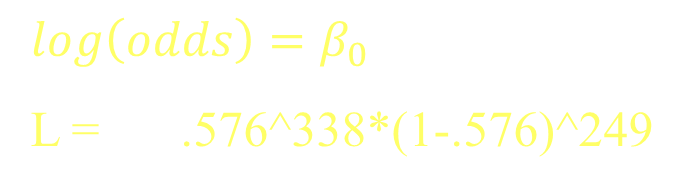 log(odds) = β₀
L = .576^338*(1-.576)^249